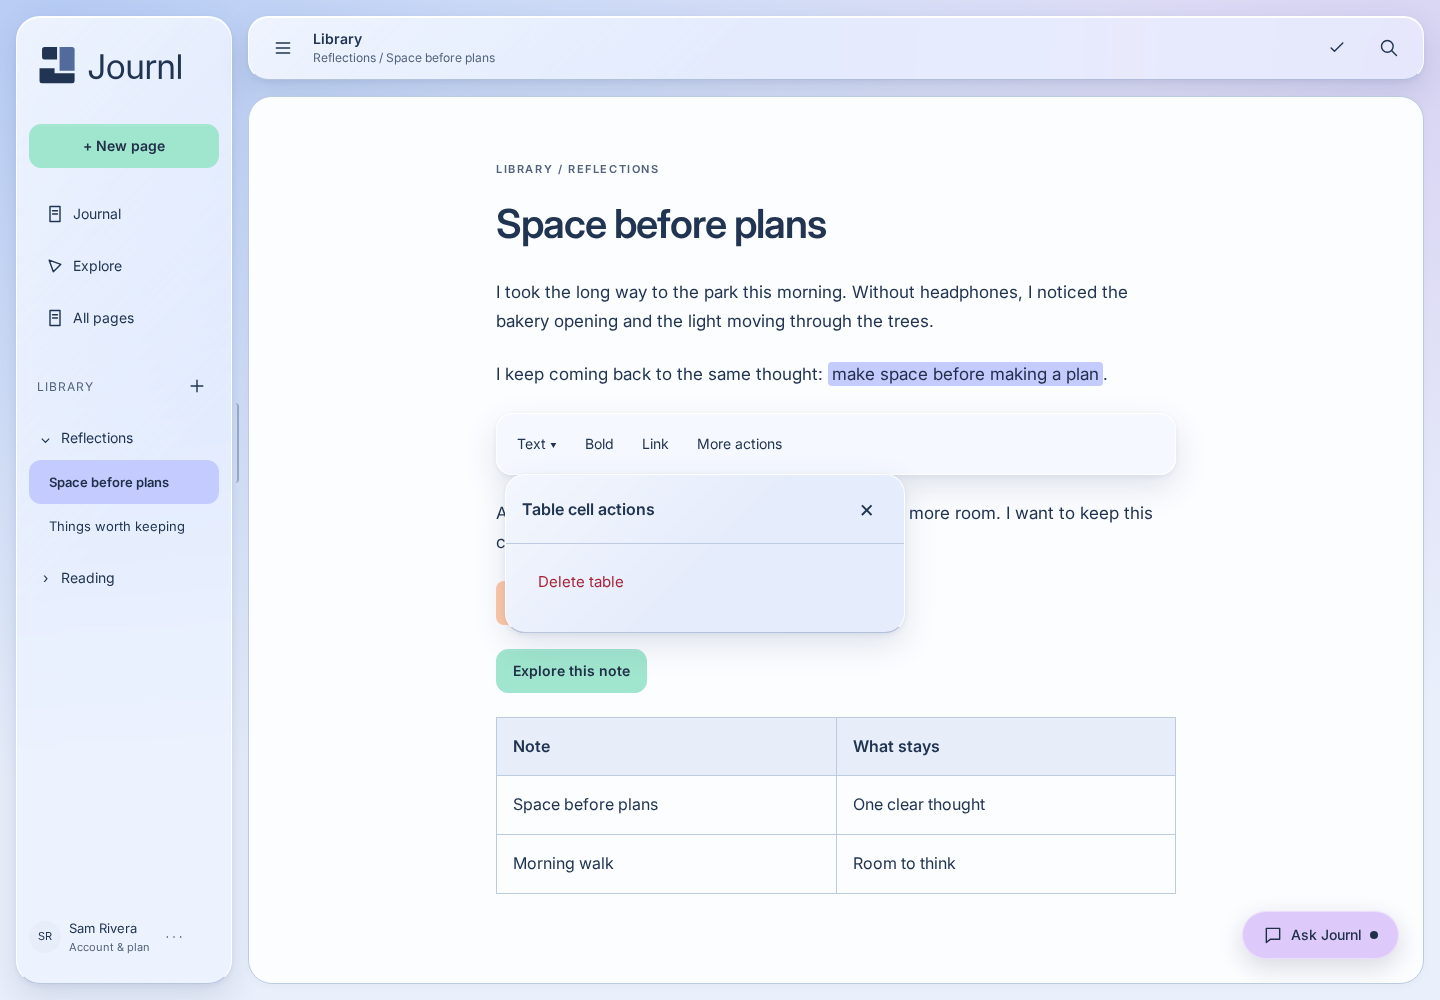 Journl
+ New page
Journal
Explore
All pages
LIBRARY
Reflections
Space before plans
Things worth keeping
Reading
SR
Sam Rivera
Account & plan
Library
Reflections / Space before plans
LIBRARY / REFLECTIONS
Space before plans
I took the long way to the park this morning. Without headphones, I noticed the
bakery opening and the light moving through the trees.
I keep coming back to the same thought: make space before making a plan.
Text ▾ Bold Link More actions
more room. I want to keep this
Table cell actions
Delete table
Explore this note
Note What stays
Space before plans One clear thought
Morning walk Room to think
Ask Journl